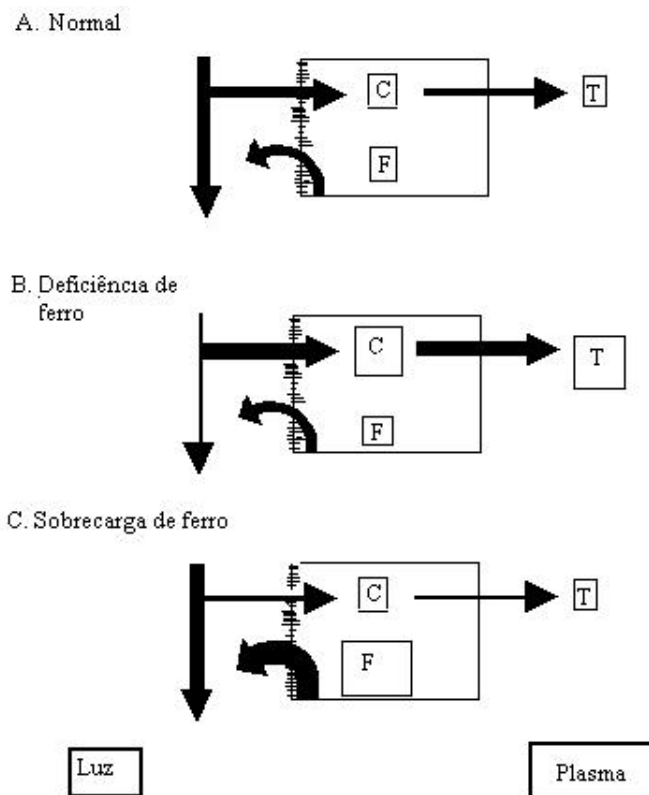 A. Normal
C
T
F
B. Deficiência de
ferro
C
T
F
C. Sobrecarga de ferro
C
T
F
Luz
Plasma